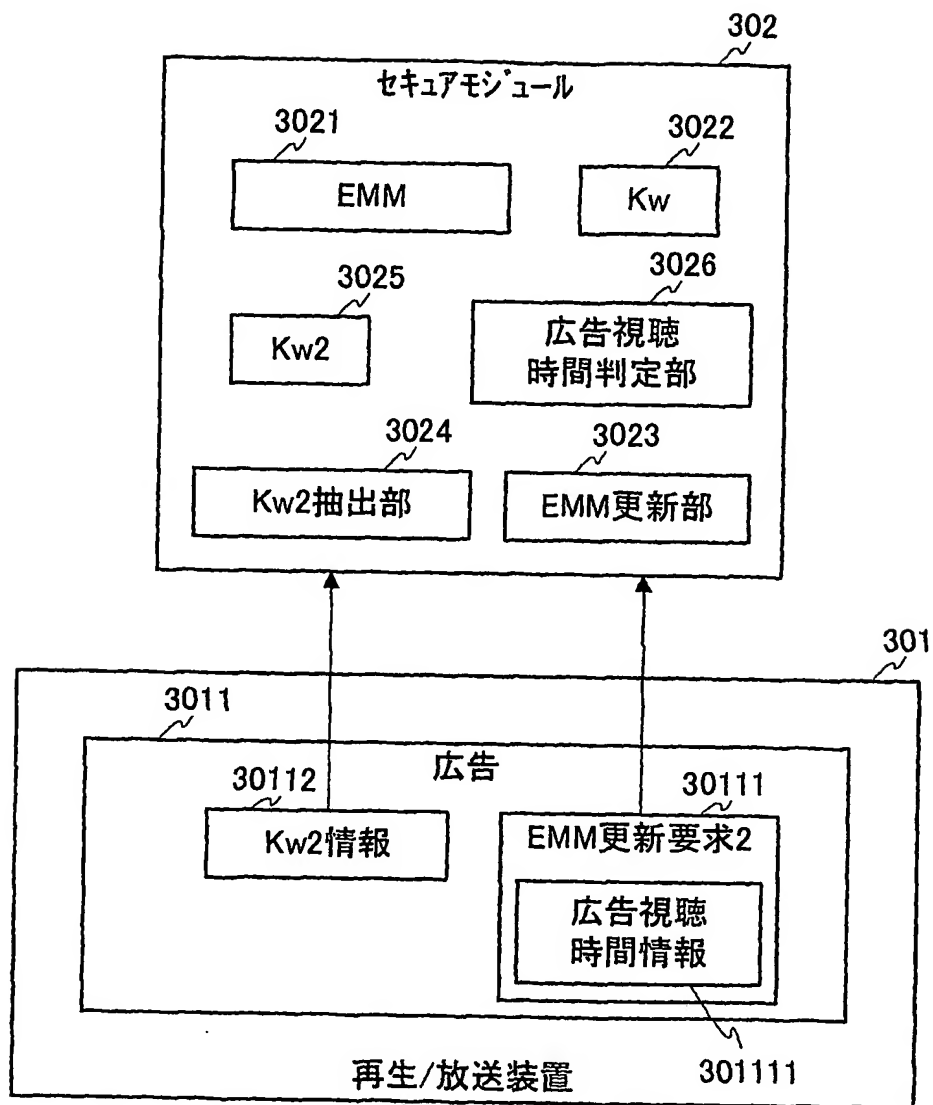 302
セキュアモジュール
3021
EMM
3022
Kw
3025
Kw2
3026
広告視聴
時間判定部
3024
Kw2抽出部
3023
EMM更新部
301
3011
広告
30112
Kw2情報
30111
EMM更新要求2
広告視聴
時間情報
再生/放送装置
301111